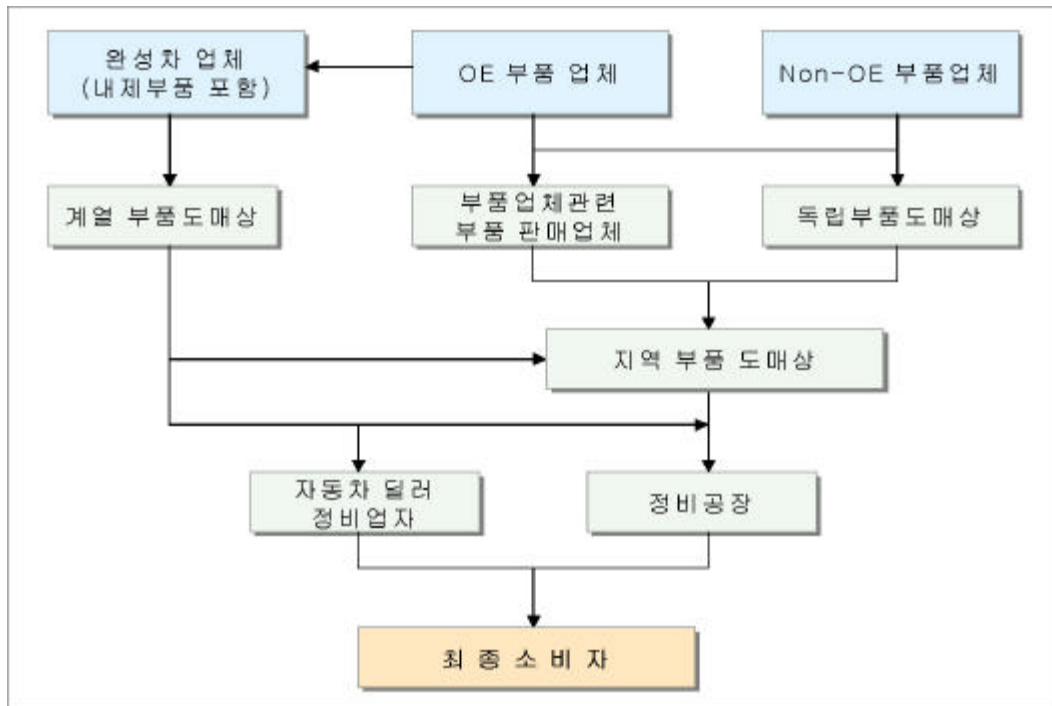 완성차 업체
(내제부품 포함)
OE 부품 업체
Non-OE 부품업체
계열 부품도매상
부품업체관련
부품 판매업체
독립부품도매상
지역 부품 도매상
자동차 딜러
정비업자
정비공장
최종소비자